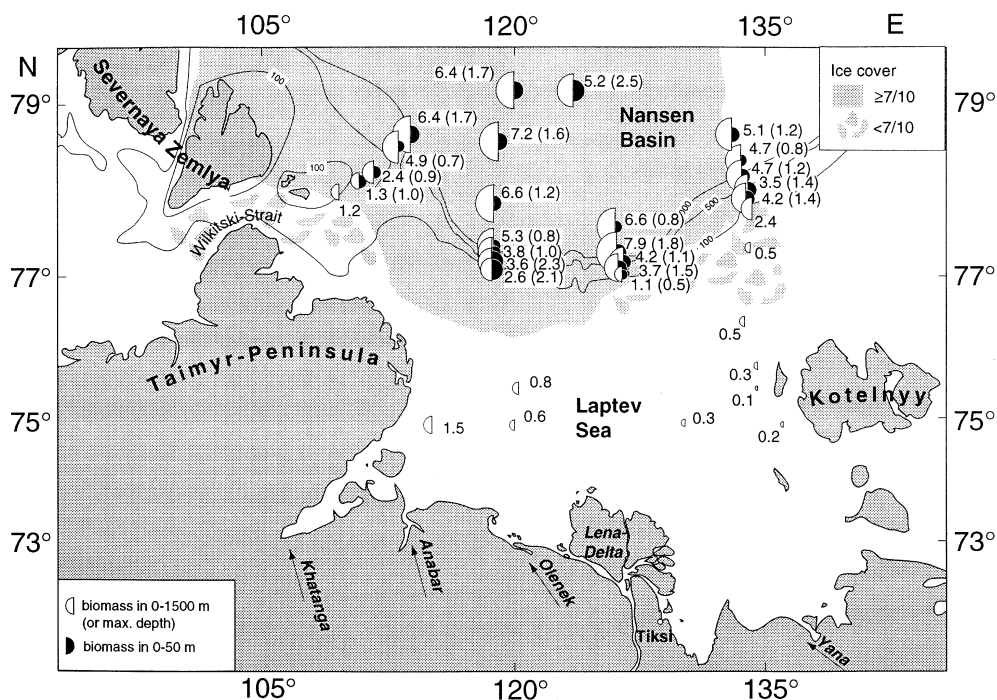 105° 120° 135° E
N
79°
77°
75°
73°
79°
77°
75°
73°
105° 120° 135°
Ice cover
≥7/10
<7/10
Severnaya Zemlya
Wilkitski-Strait
Taimyr-Peninsula
Nansen
Basin
Laptev
Sea
Kotelnyy
Lena-
Delta
Tiksi
Khatanga
Anabar
Olenek
Yana
100
100
500
100
6.4 (1.7)
5.2 (2.5)
6.4 (1.7)
7.2 (1.6)
4.9 (0.7)
2.4 (0.9)
1.3 (1.0)
1.2
6.6 (1.2)
5.3 (0.8)
3.8 (1.0)
3.6 (2.3)
2.6 (2.1)
6.6 (0.8)
7.9 (1.8)
4.2 (1.1)
3.7 (1.5)
1.1 (0.5)
5.1 (1.2)
4.7 (0.8)
4.7 (1.2)
3.5 (1.4)
4.2 (1.4)
2.4
0.5
0.5
0.3
0.1
0.3
0.2
0.8
0.6
1.5
biomass in 0-1500 m
(or max. depth)
biomass in 0-50 m